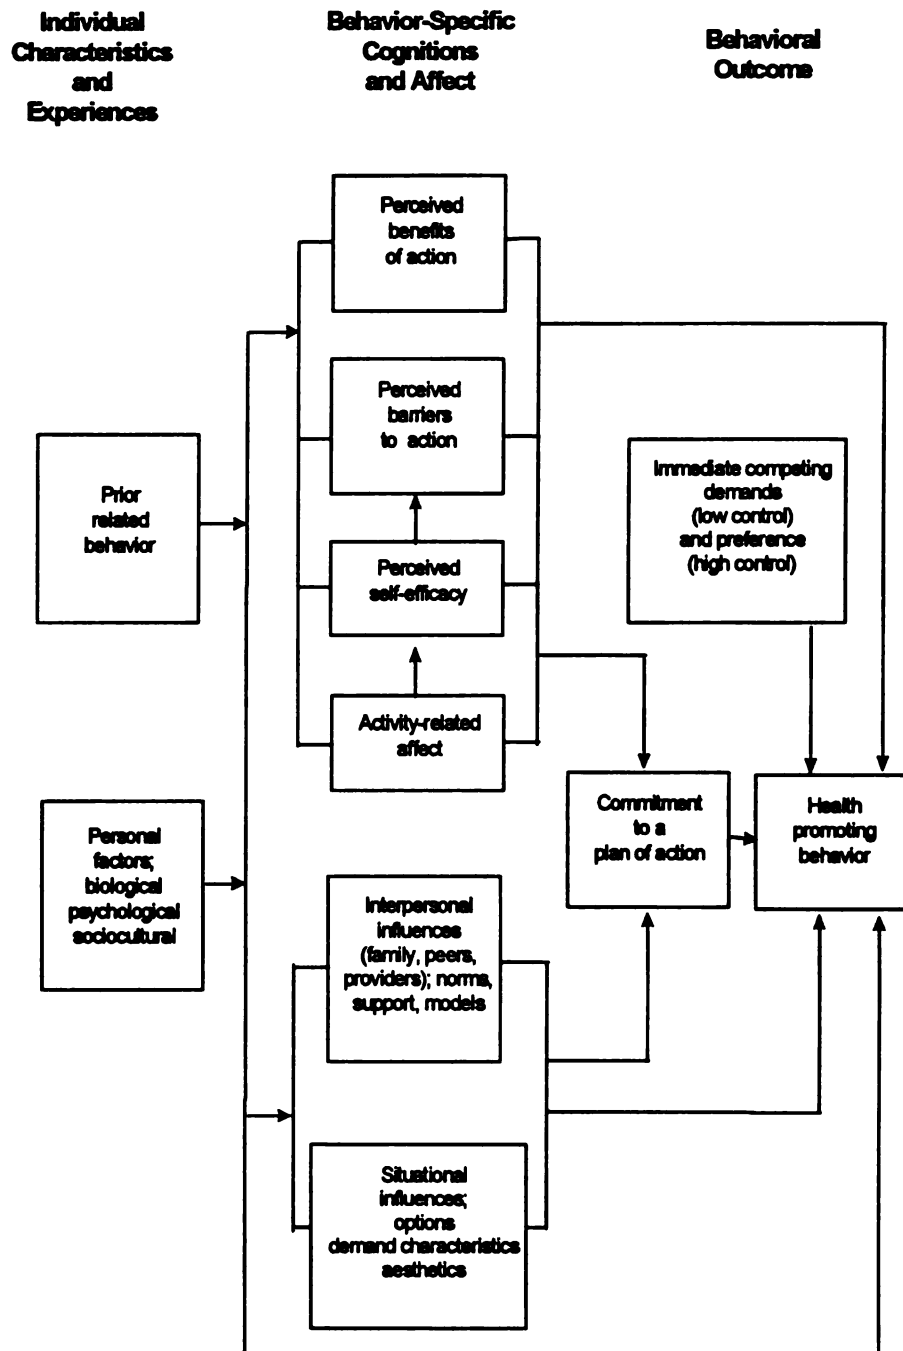 Individual
Characteristics
and
Experiences
Behavior-Specific
Cognitions
and Affect
Behavioral
Outcome
Perceived
benefits
of action
Perceived
barriers
to action
Prior
related
behavior
Immediate competing
demands
(low control)
and preference
(high control)
Perceived
self-efficacy
Activity-related
affect
Commitment
to a
plan of action
Health
promoting
behavior
Personal
factors;
biological
psychological
sociocultural
Interpersonal
influences
(family, peers,
providers); norms,
support, models
Situational
influences;
options
demand characteristics
aesthetics